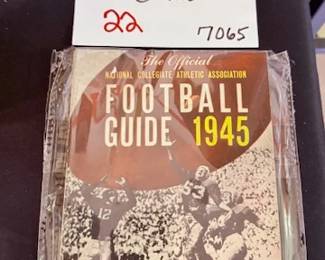 22
7065
The Official
NATIONAL COLLEGIATE ATHLETIC ASSOCIATION
FOOTBALL
GUIDE 1945
12
53